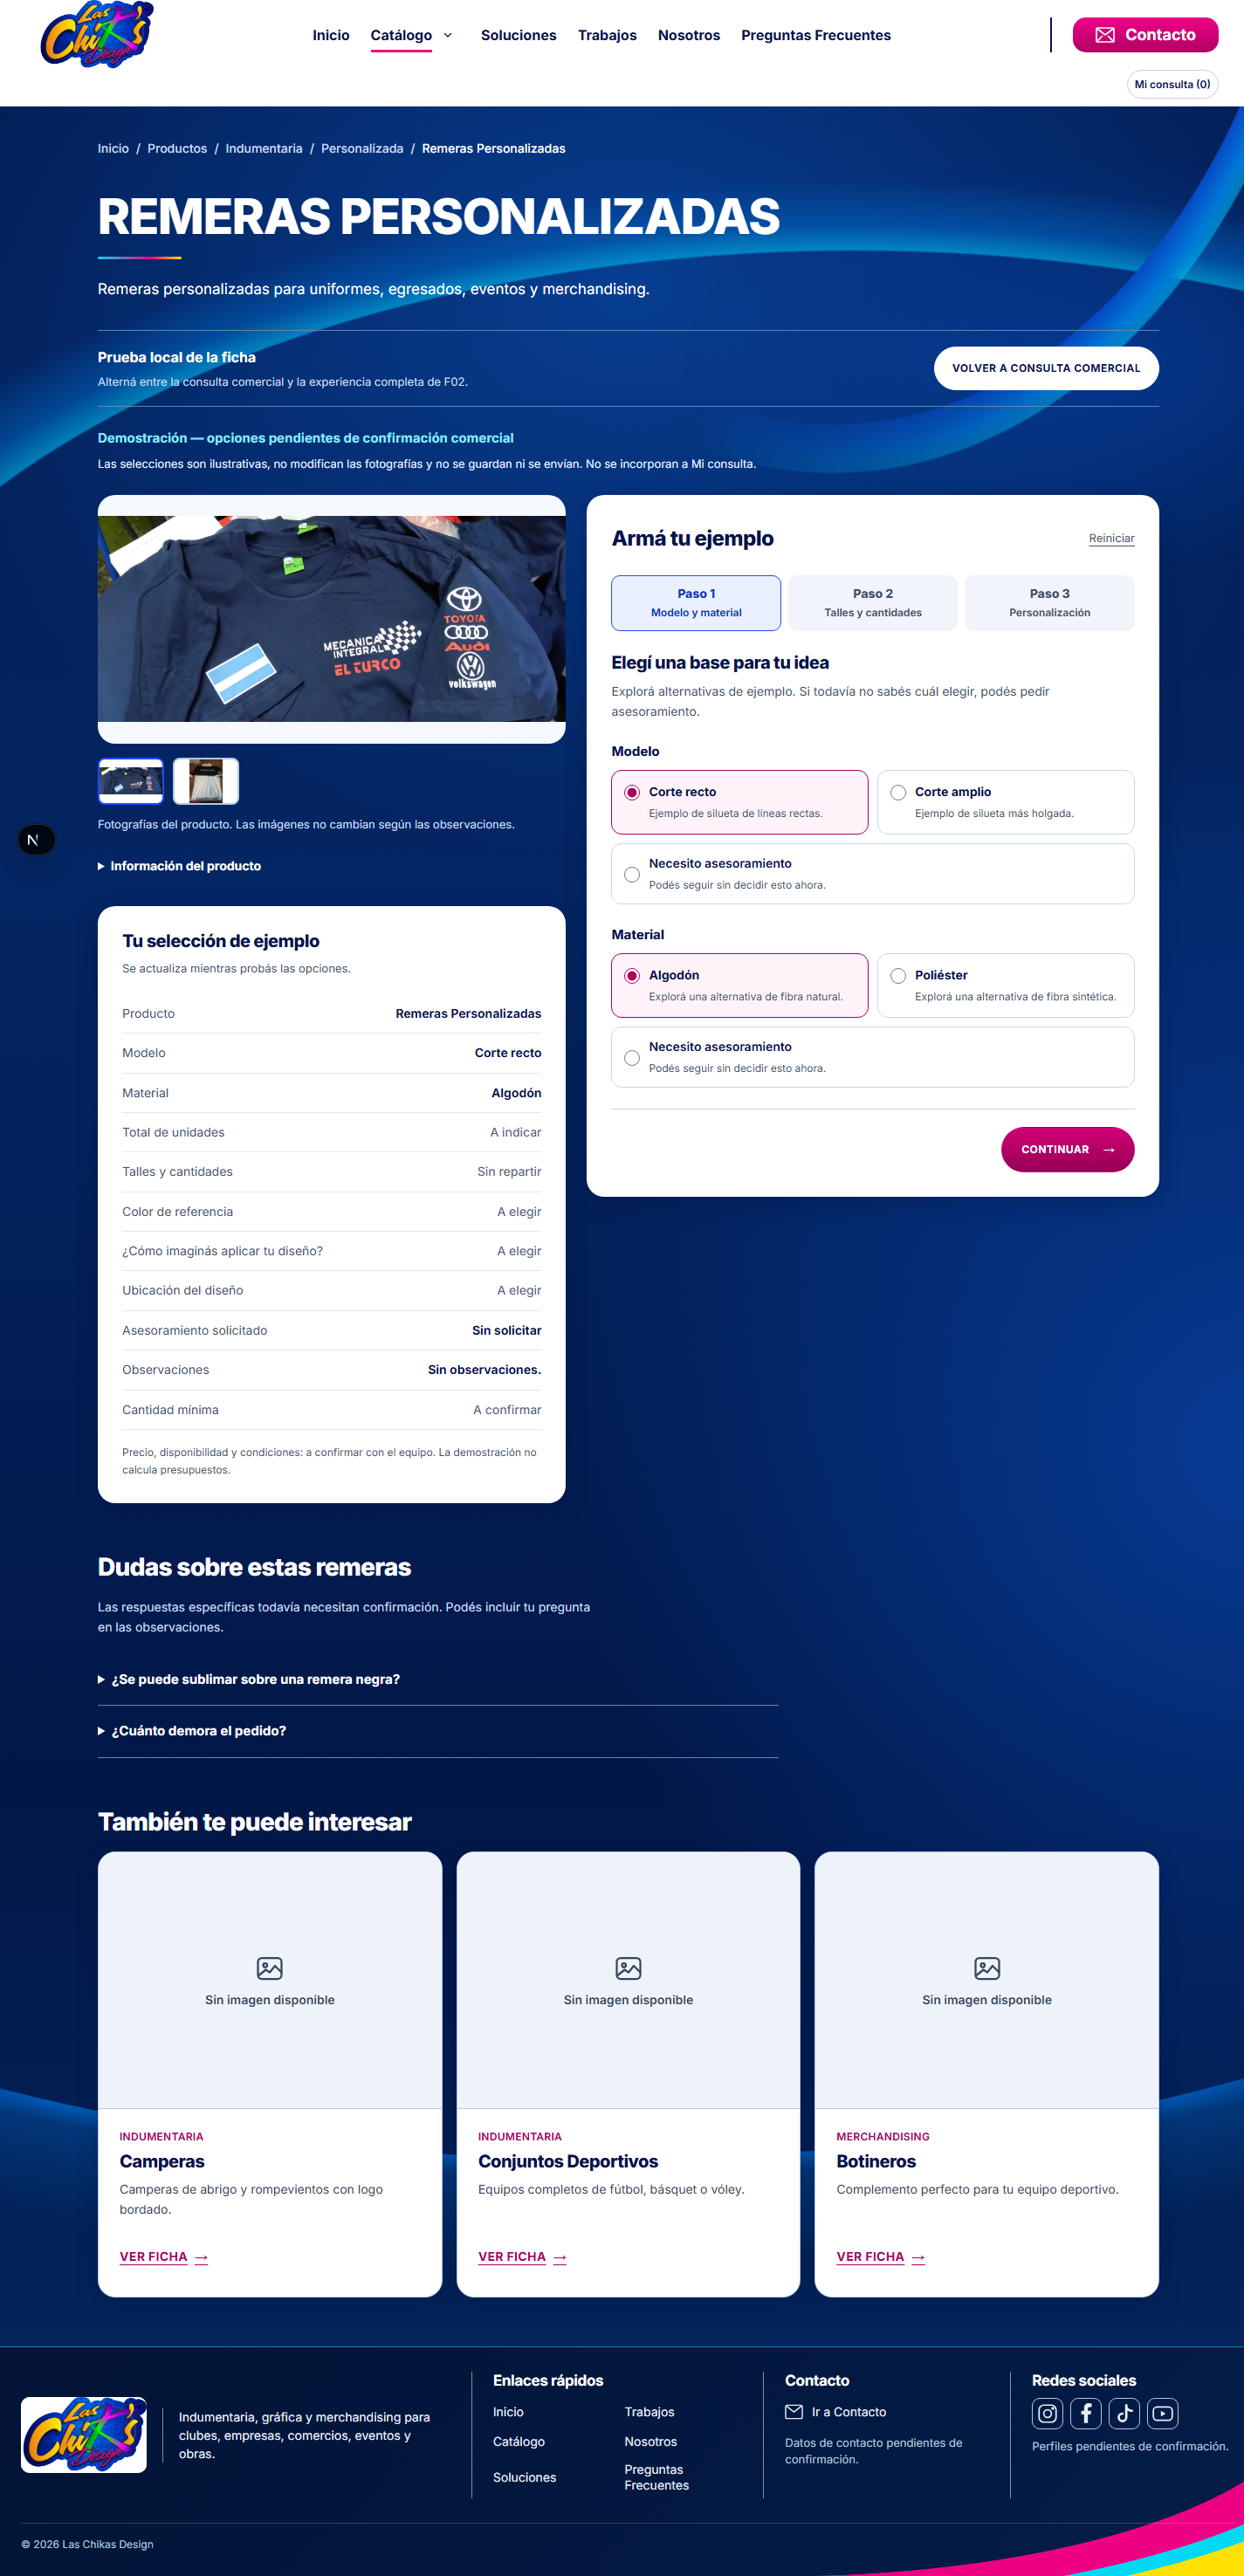 Las
Chikas'
Design
Inicio
Catálogo
Soluciones
Trabajos
Nosotros
Preguntas Frecuentes
Contacto
Mi consulta (0)
Inicio / Productos / Indumentaria / Personalizada / Remeras Personalizadas
REMERAS PERSONALIZADAS
Remeras personalizadas para uniformes, egresados, eventos y merchandising.
Prueba local de la ficha
Alterná entre la consulta comercial y la experiencia completa de F02.
VOLVER A CONSULTA COMERCIAL
Demostración — opciones pendientes de confirmación comercial
Las selecciones son ilustrativas, no modifican las fotografías y no se guardan ni se envían. No se incorporan a Mi consulta.
MECANICA
INTEGRAL
EL TURCO
TOYOTA
Audi
volkswagen
Fotografías del producto. Las imágenes no cambian según las observaciones.
N
Información del producto
Tu selección de ejemplo
Se actualiza mientras probás las opciones.
Producto Remeras Personalizadas
Modelo Corte recto
Material Algodón
Total de unidades A indicar
Talles y cantidades Sin repartir
Color de referencia A elegir
¿Cómo imaginás aplicar tu diseño? A elegir
Ubicación del diseño A elegir
Asesoramiento solicitado Sin solicitar
Observaciones Sin observaciones.
Cantidad mínima A confirmar
Precio, disponibilidad y condiciones: a confirmar con el equipo. La demostración no
calcula presupuestos.
Armá tu ejemplo
Reiniciar
Paso 1
Modelo y material
Paso 2
Talles y cantidades
Paso 3
Personalización
Elegí una base para tu idea
Explorá alternativas de ejemplo. Si todavía no sabés cuál elegir, podés pedir
asesoramiento.
Modelo
Corte recto
Ejemplo de silueta de líneas rectas.
Corte amplio
Ejemplo de silueta más holgada.
Necesito asesoramiento
Podés seguir sin decidir esto ahora.
Material
Algodón
Explorá una alternativa de fibra natural.
Poliéster
Explorá una alternativa de fibra sintética.
Necesito asesoramiento
Podés seguir sin decidir esto ahora.
CONTINUAR →
Dudas sobre estas remeras
Las respuestas específicas todavía necesitan confirmación. Podés incluir tu pregunta
en las observaciones.
¿Se puede sublimar sobre una remera negra?
¿Cuánto demora el pedido?
También te puede interesar
Sin imagen disponible
INDUMENTARIA
Camperas
Camperas de abrigo y rompevientos con logo
bordado.
VER FICHA →
Sin imagen disponible
INDUMENTARIA
Conjuntos Deportivos
Equipos completos de fútbol, básquet o vóley.
VER FICHA →
Sin imagen disponible
MERCHANDISING
Botineros
Complemento perfecto para tu equipo deportivo.
VER FICHA →
Las
Chikas'
Design
Indumentaria, gráfica y merchandising para
clubes, empresas, comercios, eventos y
obras.
Enlaces rápidos
Inicio
Trabajos
Catálogo
Nosotros
Soluciones
Preguntas
Frecuentes
Contacto
Ir a Contacto
Datos de contacto pendientes de
confirmación.
Redes sociales
Perfiles pendientes de confirmación.
© 2026 Las Chikas Design